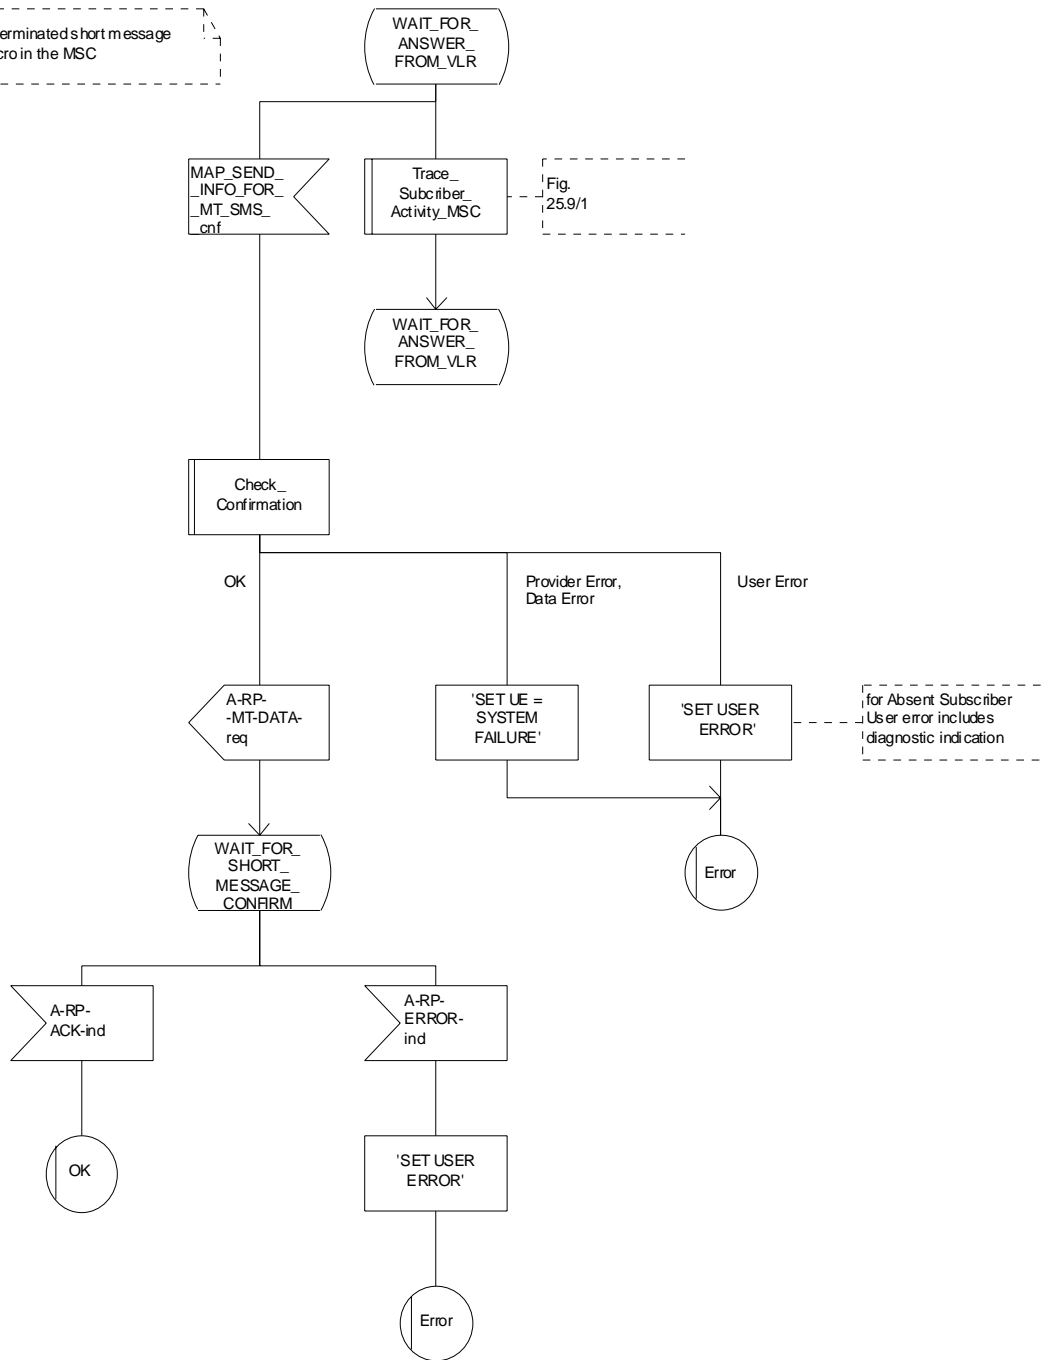 erminated short message
cro in the MSC
WAIT_FOR_
ANSWER_
FROM_VLR
MAP_SEND_
_INFO_FOR_
_MT_SMS_
_cnf
Trace_
Subcriber_
Activity_MSC
Fig.
25.9/1
WAIT_FOR_
ANSWER_
FROM_VLR
Check_
Confirmation
OK
Provider Error,
Data Error
User Error
A-RP-
-MT-DATA-
req
'SET UE =
SYSTEM
FAILURE'
'SET USER
ERROR'
for Absent Subscriber
User error includes
diagnostic indication
WAIT_FOR_
SHORT_
MESSAGE_
CONFIRM
Error
A-RP-
ACK-ind
A-RP-
ERROR-
ind
OK
'SET USER
ERROR'
Error